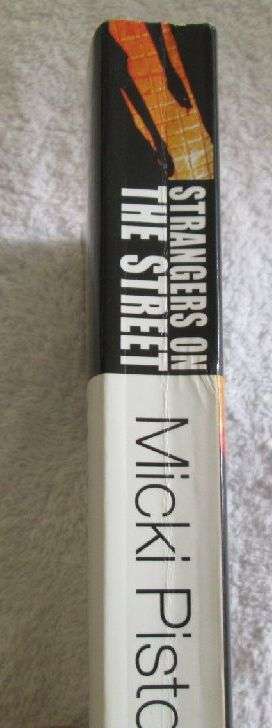 STRANGERS ON
THE STREET
Micki Pisto